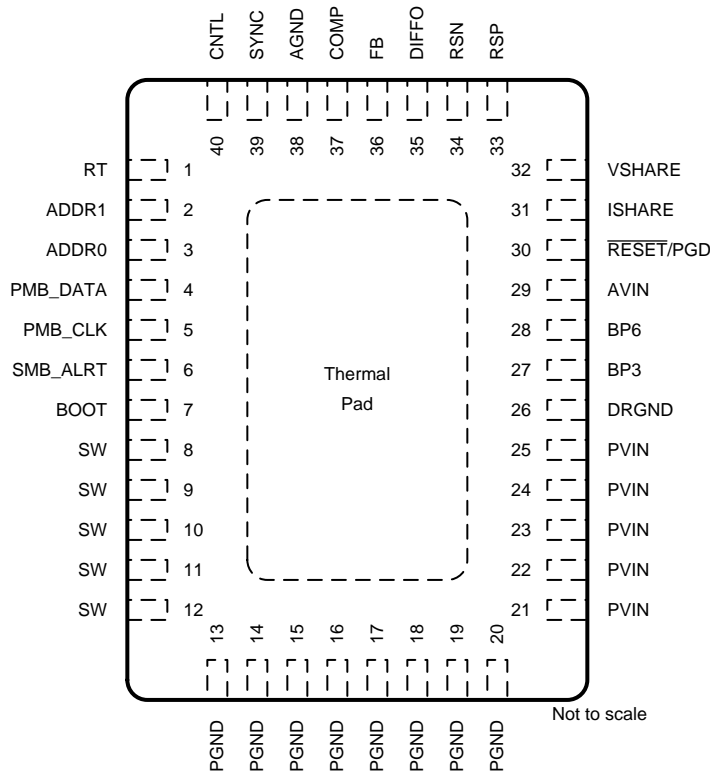 CNTL SYNC AGND COMP FB DIFFO RSN RSP
40 39 38 37 36 35 34 33
RT 1 32 VSHARE
ADDR1 2 31 ISHARE
ADDR0 3 30 RESET/PGD
PMB_DATA 4 29 AVIN
PMB_CLK 5 28 BP6
SMB_ALRT 6 27 BP3
Thermal
Pad
BOOT 7 26 DRGND
SW 8 25 PVIN
SW 9 24 PVIN
SW 10 23 PVIN
SW 11 22 PVIN
SW 12 21 PVIN
13 14 15 16 17 18 19 20
PGND PGND PGND PGND PGND PGND PGND PGND
Not to scale